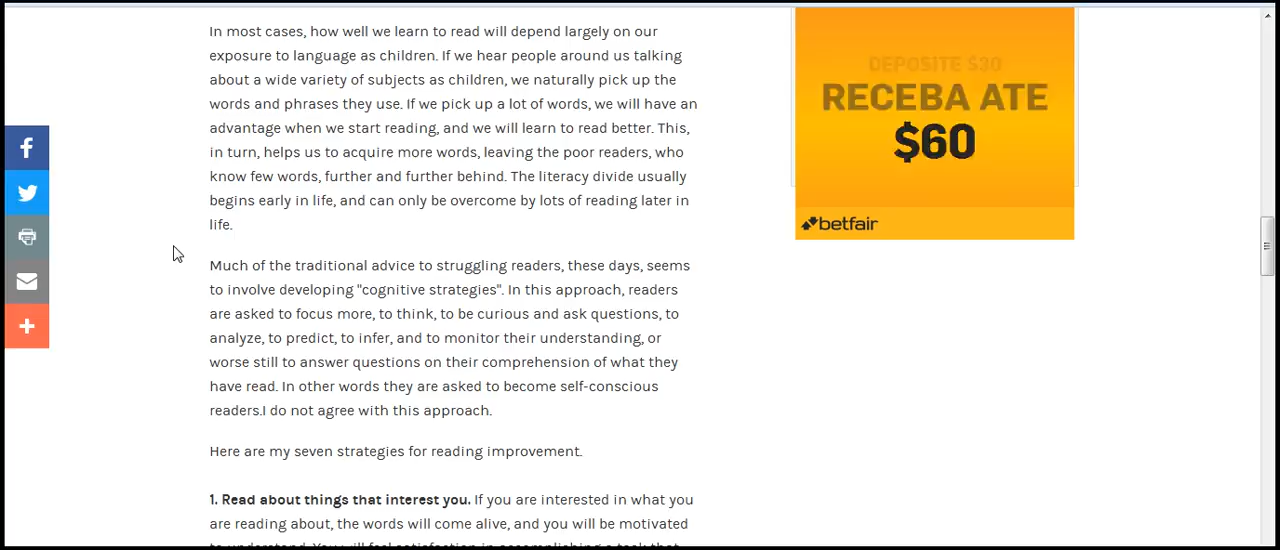 In most cases, how well we learn to read will depend largely on our
exposure to language as children. If we hear people around us talking
about a wide variety of subjects as children, we naturally pick up the
words and phrases they use. If we pick up a lot of words, we will have an
advantage when we start reading, and we will learn to read better. This,
in turn, helps us to acquire more words, leaving the poor readers, who
know few words, further and further behind. The literacy divide usually
begins early in life, and can only be overcome by lots of reading later in
life.
Much of the traditional advice to struggling readers, these days, seems
to involve developing "cognitive strategies". In this approach, readers
are asked to focus more, to think, to be curious and ask questions, to
analyze, to predict, to infer, and to monitor their understanding, or
worse still to answer questions on their comprehension of what they
have read. In other words they are asked to become self-conscious
readers.I do not agree with this approach.
Here are my seven strategies for reading improvement.
1. Read about things that interest you. If you are interested in what you
are reading about, the words will come alive, and you will be motivated
to understand. You will feel satisfaction in accomplishing a task that
DEPOSITE $30
RECEBA ATE
$60
betfair